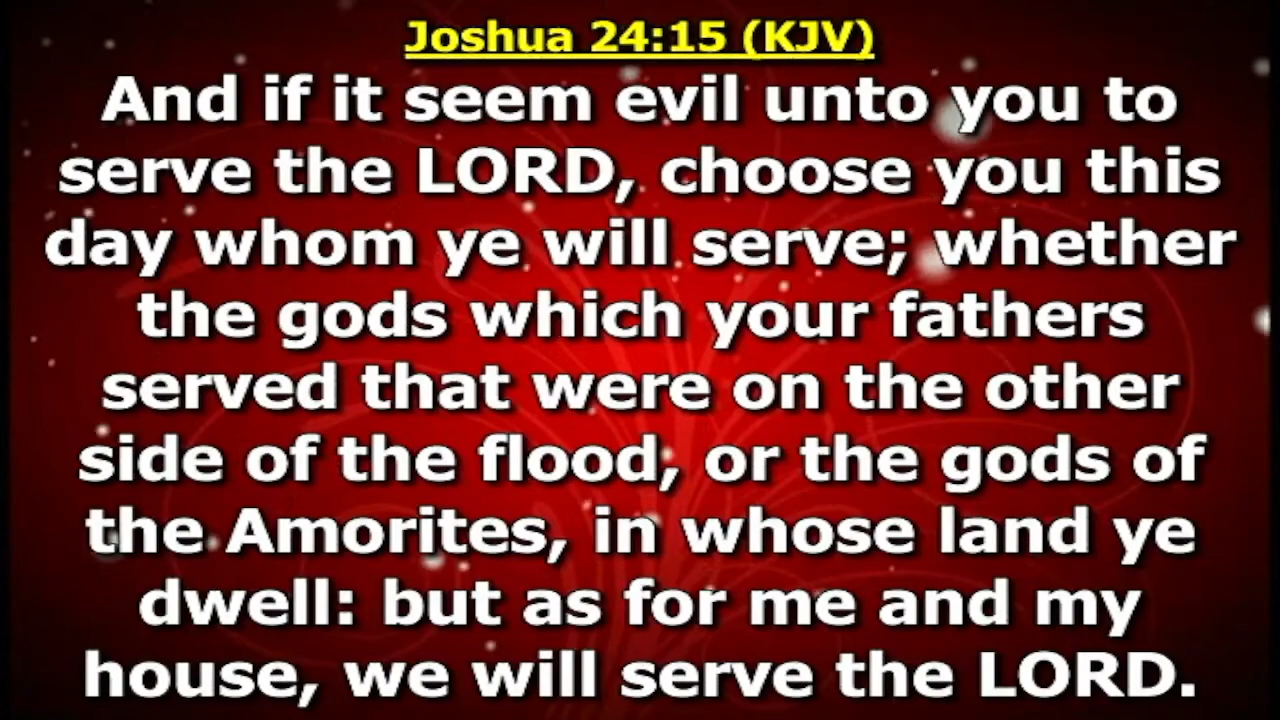 Joshua 24:15 (KJV)
And if it seem evil unto you to
serve the LORD, choose you this
day whom ye will serve; whether
the gods which your fathers
served that were on the other
side of the flood, or the gods of
the Amorites, in whose land ye
dwell: but as for me and my
house, we will serve the LORD.